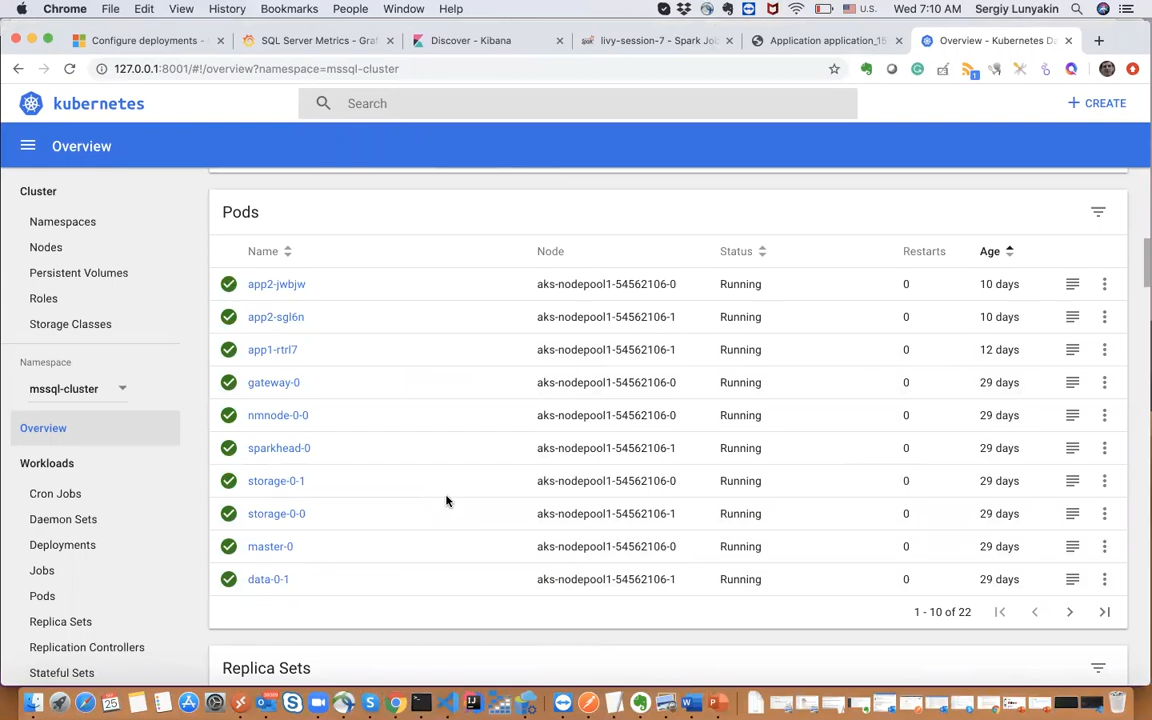 Chrome File Edit View History Bookmarks People Window Help U.S. Wed 7:10 AM Sergiy Lunyakin
Configure deployments - SQL Server Metrics - Graf Discover - Kibana livy-session-7 - Spark Job Application application_15 Overview - Kubernetes Da
127.0.0.1:8001/#!/overview?namespace=mssql-cluster
kubernetes Search CREATE
Overview
Cluster
Namespaces
Nodes
Persistent Volumes
Roles
Storage Classes
Namespace
mssql-cluster
Overview
Workloads
Cron Jobs
Daemon Sets
Deployments
Jobs
Pods
Replica Sets
Replication Controllers
Stateful Sets
Pods
Name Node Status Restarts Age
app2-jwbjw aks-nodepool1-54562106-0 Running 0 10 days
app2-sgl6n aks-nodepool1-54562106-1 Running 0 10 days
app1-rtrl7 aks-nodepool1-54562106-1 Running 0 12 days
gateway-0 aks-nodepool1-54562106-0 Running 0 29 days
nmnode-0-0 aks-nodepool1-54562106-0 Running 0 29 days
sparkhead-0 aks-nodepool1-54562106-1 Running 0 29 days
storage-0-1 aks-nodepool1-54562106-0 Running 0 29 days
storage-0-0 aks-nodepool1-54562106-1 Running 0 29 days
master-0 aks-nodepool1-54562106-0 Running 0 29 days
data-0-1 aks-nodepool1-54562106-1 Running 0 29 days
1 - 10 of 22
Replica Sets